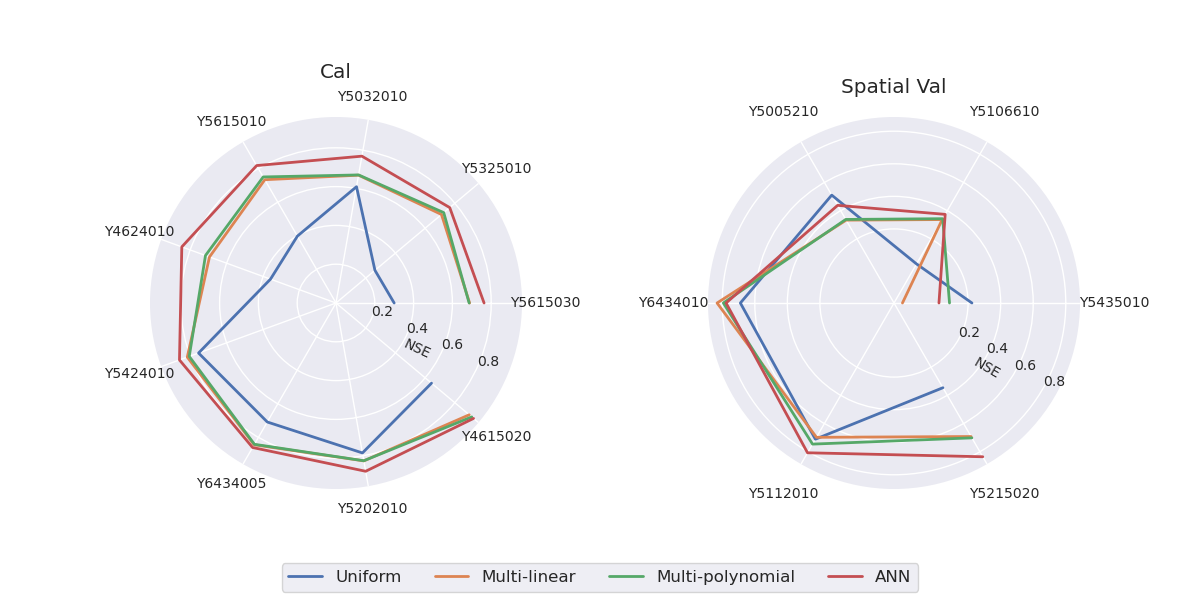 Cal
Y5032010
Y5615010
Y5325010
Y4624010
Y5615030
0.2
0.4
0.6
0.8
NSE
Y5424010
Y4615020
Y6434005
Y5202010
Spatial Val
Y5005210
Y5106610
Y6434010
Y5435010
0.2
0.4
0.6
0.8
NSE
Y5112010
Y5215020
Uniform
Multi-linear
Multi-polynomial
ANN